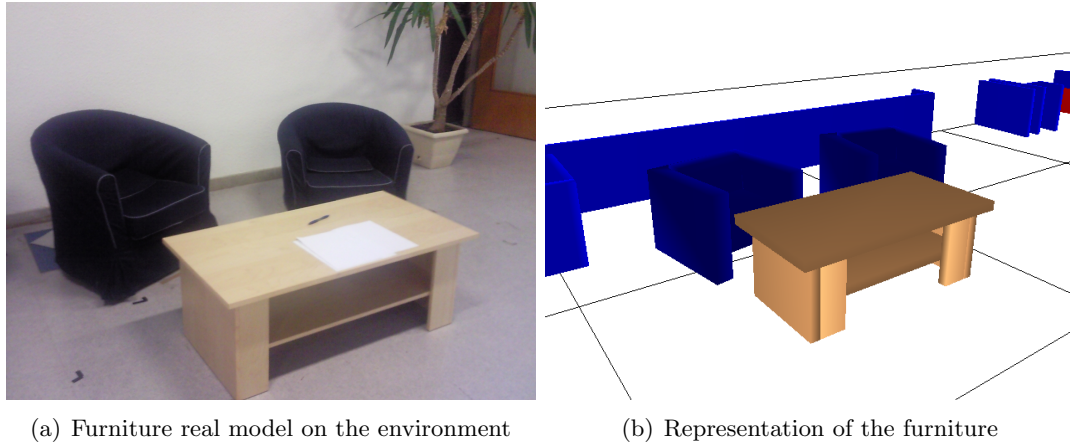 (a) Furniture real model on the environment
(b) Representation of the furniture